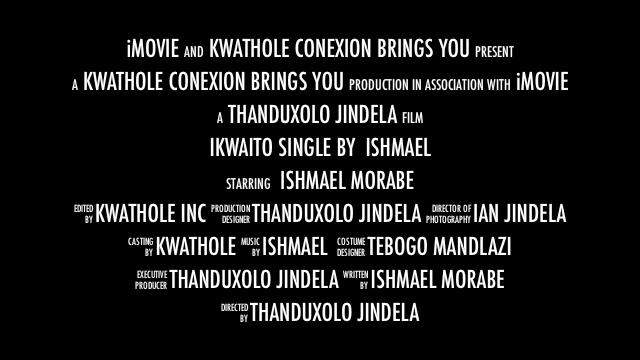 iMOVIE AND KWATHOLE CONEXION BRINGS YOU PRESENT
A KWATHOLE CONEXION BRINGS YOU PRODUCTION IN ASSOCIATION WITH iMOVIE
A THANDUXOLO JINDELA FILM
IKWAITO SINGLE BY ISHMAEL
STARRING ISHMAEL MORABE
EDITED BY KWATHOLE INC PRODUCTION DESIGNER THANDUXOLO JINDELA DIRECTOR OF PHOTOGRAPHY IAN JINDELA
CASTING BY KWATHOLE MUSIC BY ISHMAEL COSTUME DESIGNER TEBOGO MANDLAZI
EXECUTIVE PRODUCER THANDUXOLO JINDELA WRITTEN BY ISHMAEL MORABE
DIRECTED BY THANDUXOLO JINDELA